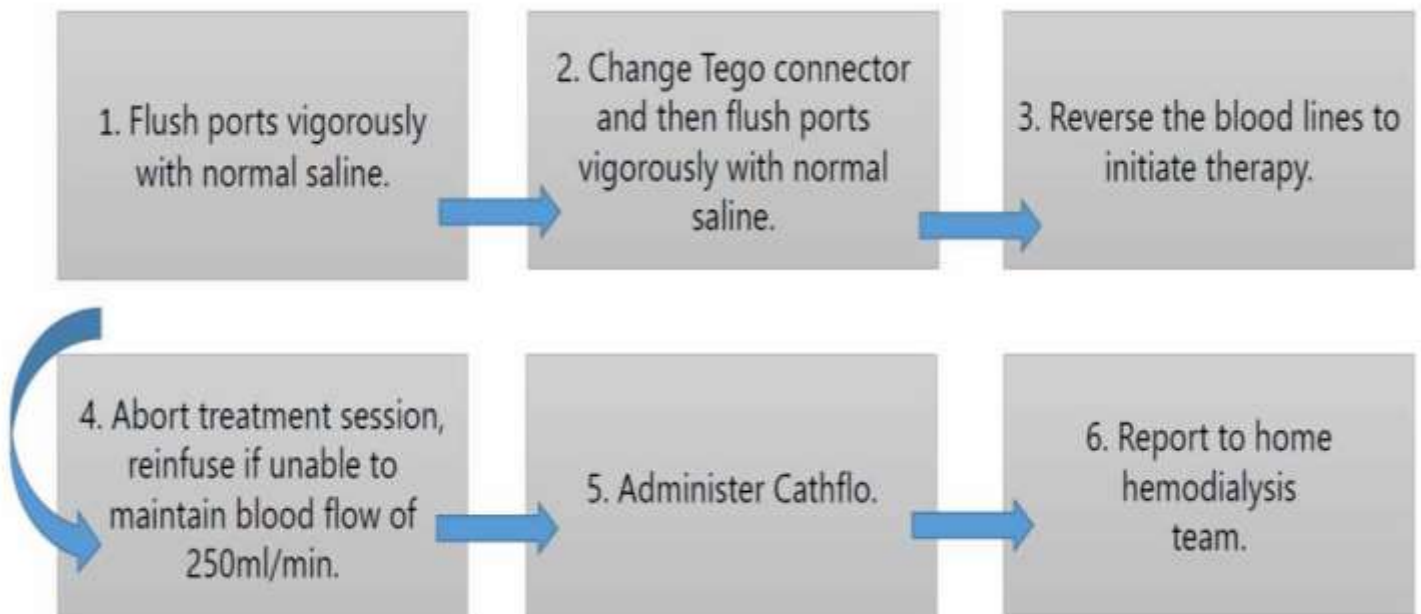 1. Flush ports vigorously
with normal saline.
2. Change Tego connector
and then flush ports
vigorously with normal
saline.
3. Reverse the blood lines to
initiate therapy.
4. Abort treatment session,
reinfuse if unable to
maintain blood flow of
250ml/min.
5. Administer Cathflo.
6. Report to home
hemodialysis
team.